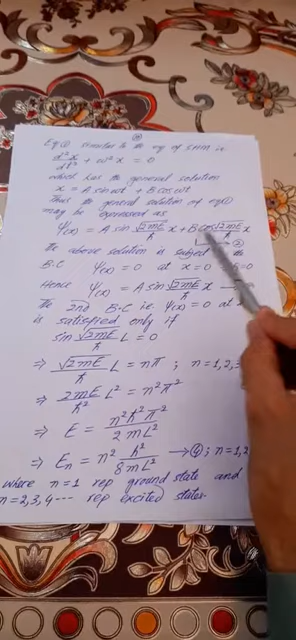 Eq① similar to the eq of SHM i.e
d²x/dt² + ω²x = 0
which has the general solution
x = A sin ωt + B cos ωt
Thus the general solution of eq①
may be expressed as
Ψ(x) = A sin √2mE/ħ x + B cos √2mE/ħ x
②
the above solution is subject to the
B.C Ψ(x) = 0 at x = 0 B=0
Hence Ψ(x) = A sin √2mE/ħ x
the 2nd B.C i.e Ψ(x) = 0 at
is satisfied only if
sin √2mE/ħ L = 0
⇒ √2mE/ħ L = nπ ; n=1,2,3
⇒ 2mE/ħ² L² = n²π²
⇒ E = n²ħ²π²/2mL²
⇒ Eₙ = n² h²/8mL² → ④ ; n=1,2
where n=1 rep ground state and
n=2,3,4--- rep excited states.